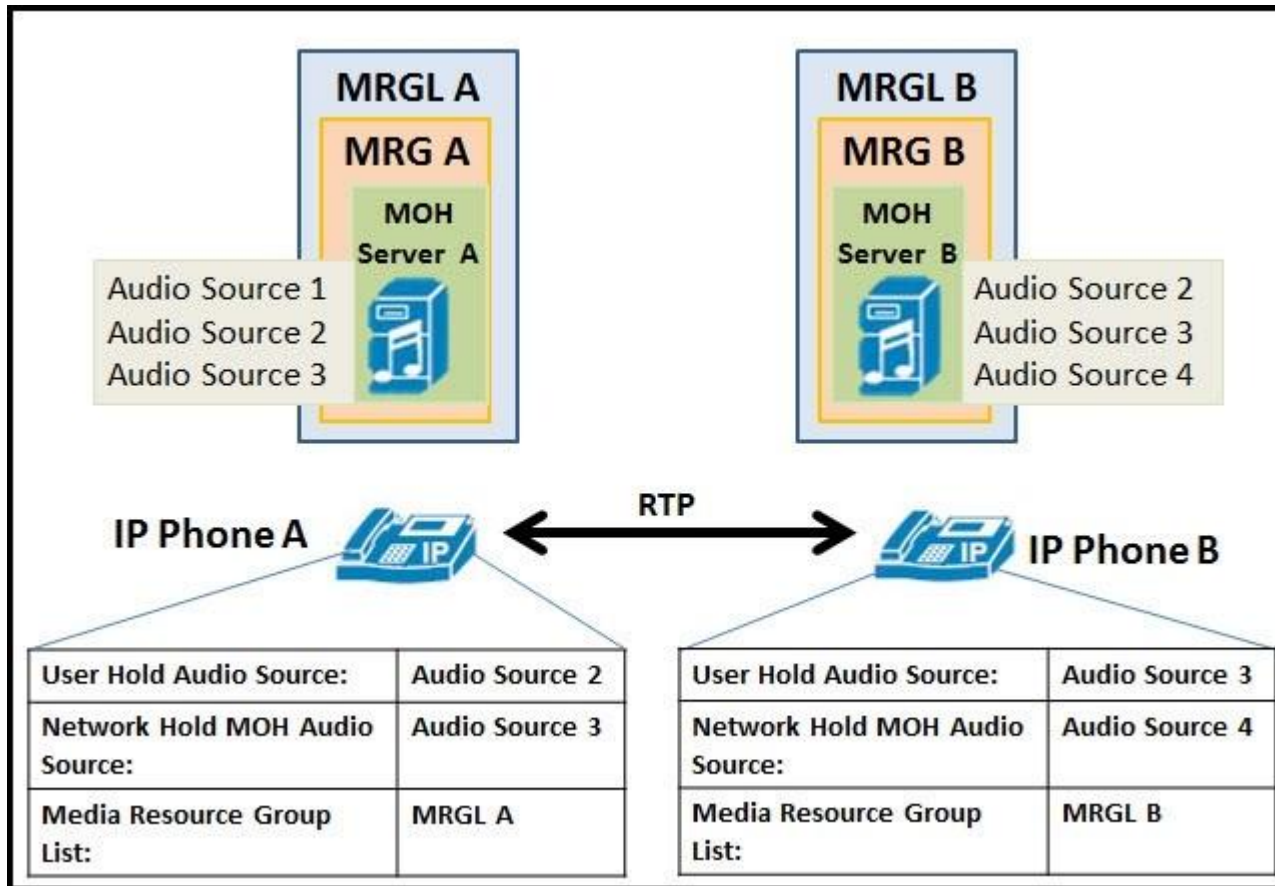 MRGL A
MRG A
MOH
Server A
Audio Source 1
Audio Source 2
Audio Source 3
MRGL B
MRG B
MOH
Server B
Audio Source 2
Audio Source 3
Audio Source 4
IP Phone A
IP
RTP
IP
IP Phone B
User Hold Audio Source:
Audio Source 2
Network Hold MOH Audio
Source:
Audio Source 3
Media Resource Group
List:
MRGL A
User Hold Audio Source:
Audio Source 3
Network Hold MOH Audio
Source:
Audio Source 4
Media Resource Group
List:
MRGL B